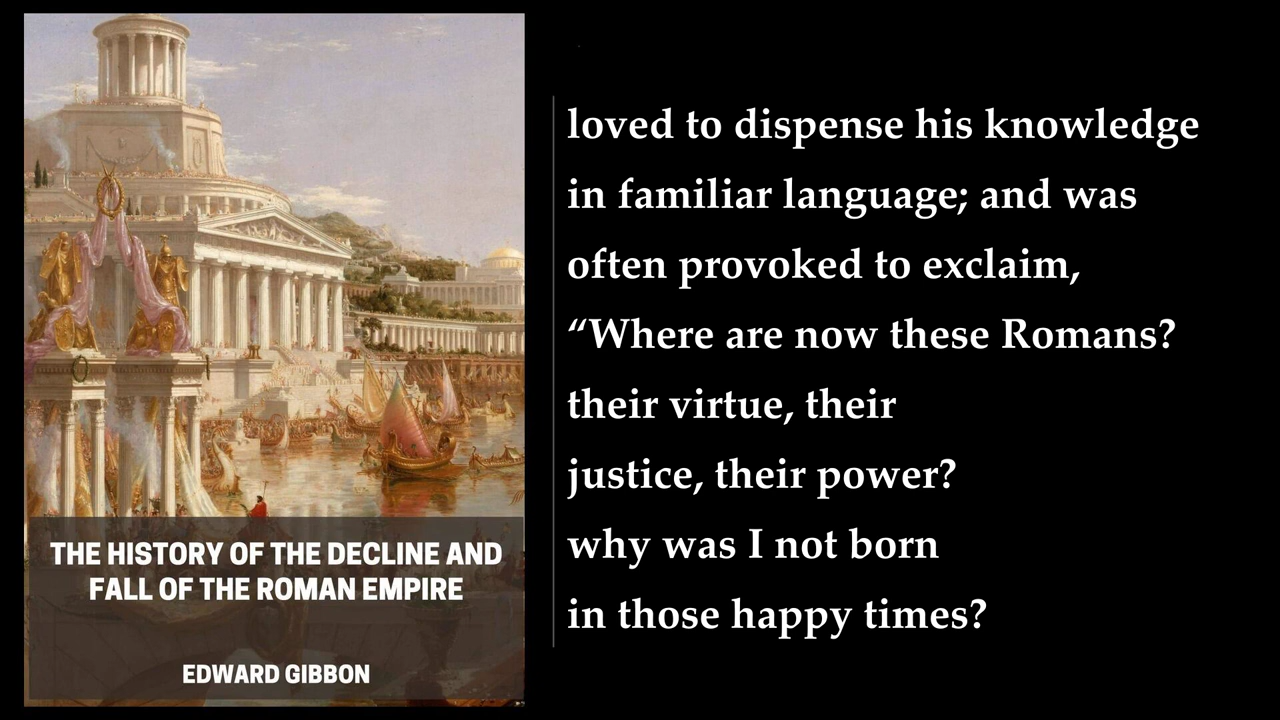 THE HISTORY OF THE DECLINE AND
FALL OF THE ROMAN EMPIRE
EDWARD GIBBON
loved to dispense his knowledge
in familiar language; and was
often provoked to exclaim,
“Where are now these Romans?
their virtue, their
justice, their power?
why was I not born
in those happy times?